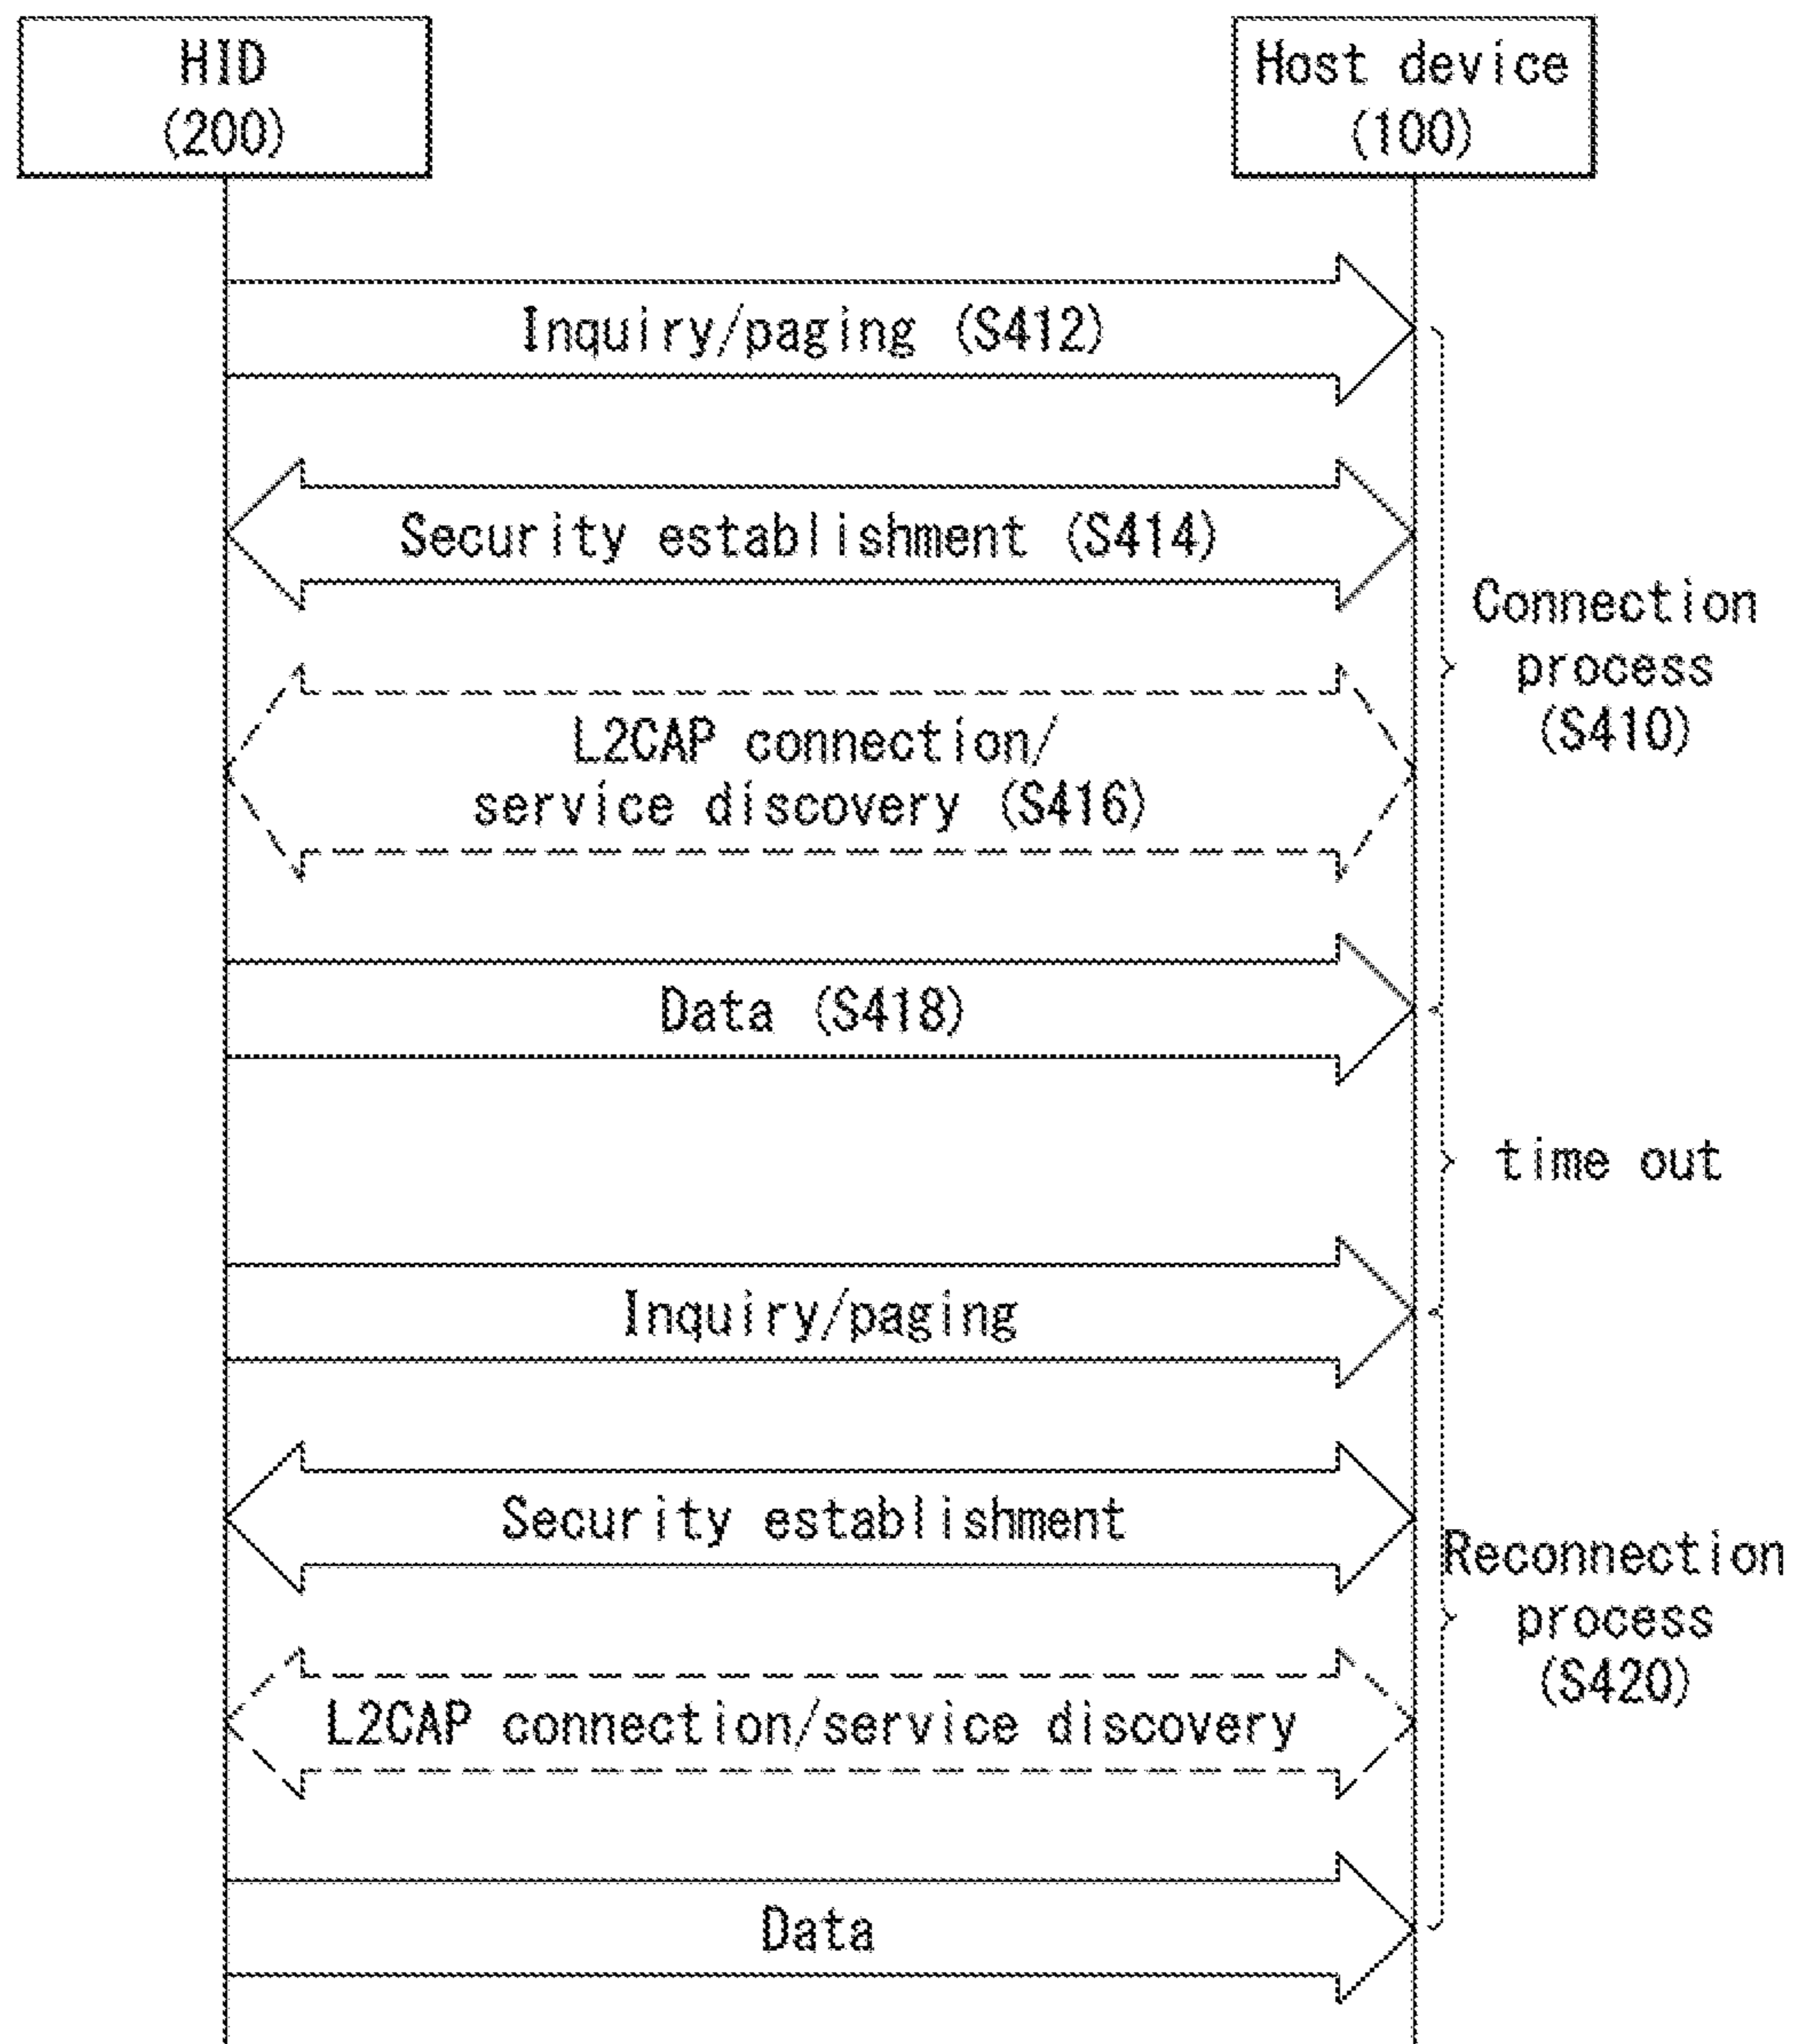 HID
(200)
Host device
(100)
Inquiry/paging (S412)
Security establishment (S414)
Connection
process
(S410)
L2CAP connection/
service discovery (S416)
Data (S418)
time out
Inquiry/paging
Security establishment
Reconnection
process
(S420)
L2CAP connection/service discovery
Data